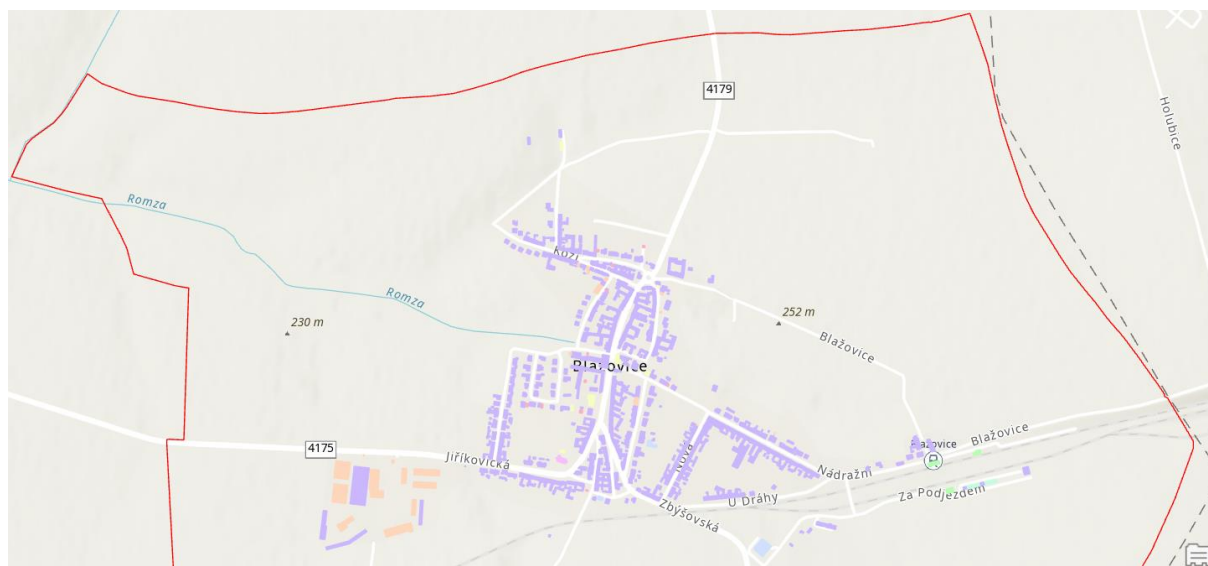 4179
Holubice
Romza
Kozí
Romza
230 m
252 m
Blažovice
Blažovice
Blažovice
Blažovice
4175
Jiříkovická
Nová
Nádražní
U Dráhy
Za Podjezdem
Zbýšovská